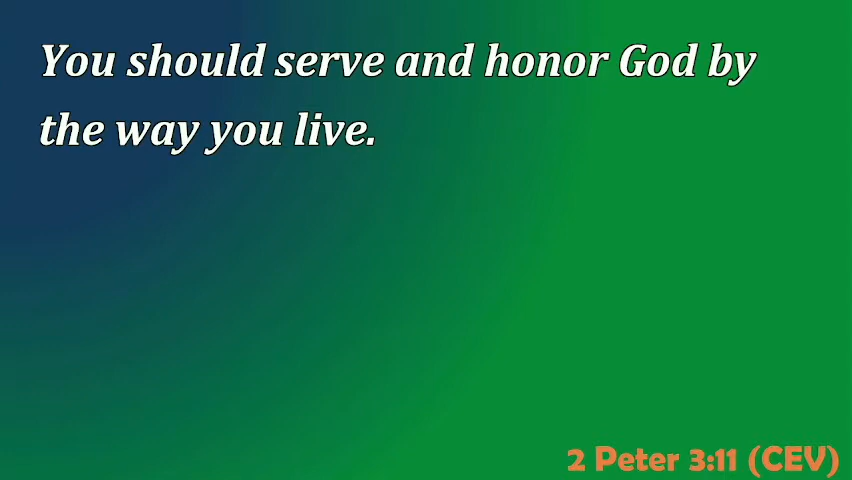 You should serve and honor God by
the way you live.
2 Peter 3:11 (CEV)